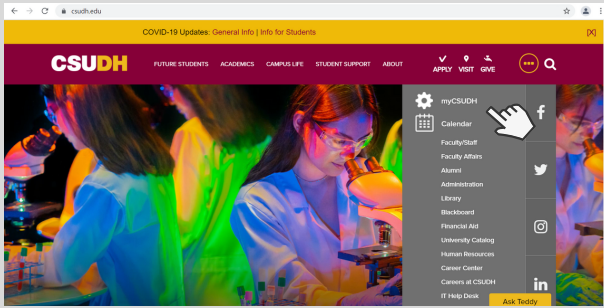 csudh.edu
COVID-19 Updates: General Info | Info for Students [X]
CSUDH
FUTURE STUDENTS ACADEMICS CAMPUS LIFE STUDENT SUPPORT ABOUT
APPLY VISIT GIVE
myCSUDH
Calendar
Faculty/Staff
Faculty Affairs
Alumni
Administration
Library
Blackboard
Financial Aid
University Catalog
Human Resources
Career Center
Careers at CSUDH
IT Help Desk
Ask Teddy